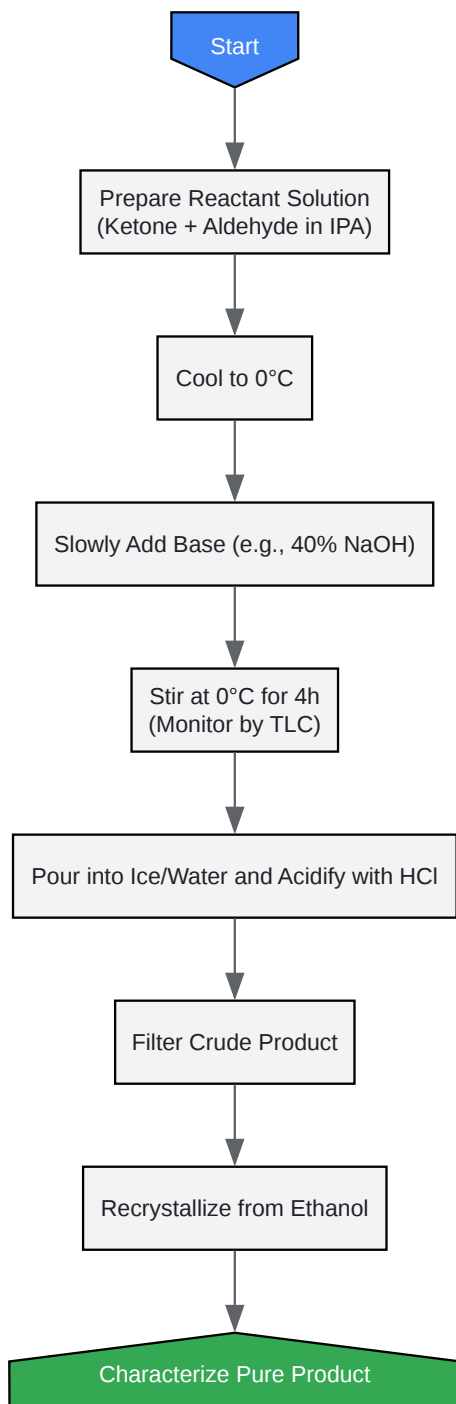 Start
Prepare Reactant Solution
(Ketone + Aldehyde in IPA)
Cool to 0°C
Slowly Add Base (e.g., 40% NaOH)
Stir at 0°C for 4h
(Monitor by TLC)
Pour into Ice/Water and Acidify with HCl
Filter Crude Product
Recrystallize from Ethanol
Characterize Pure Product